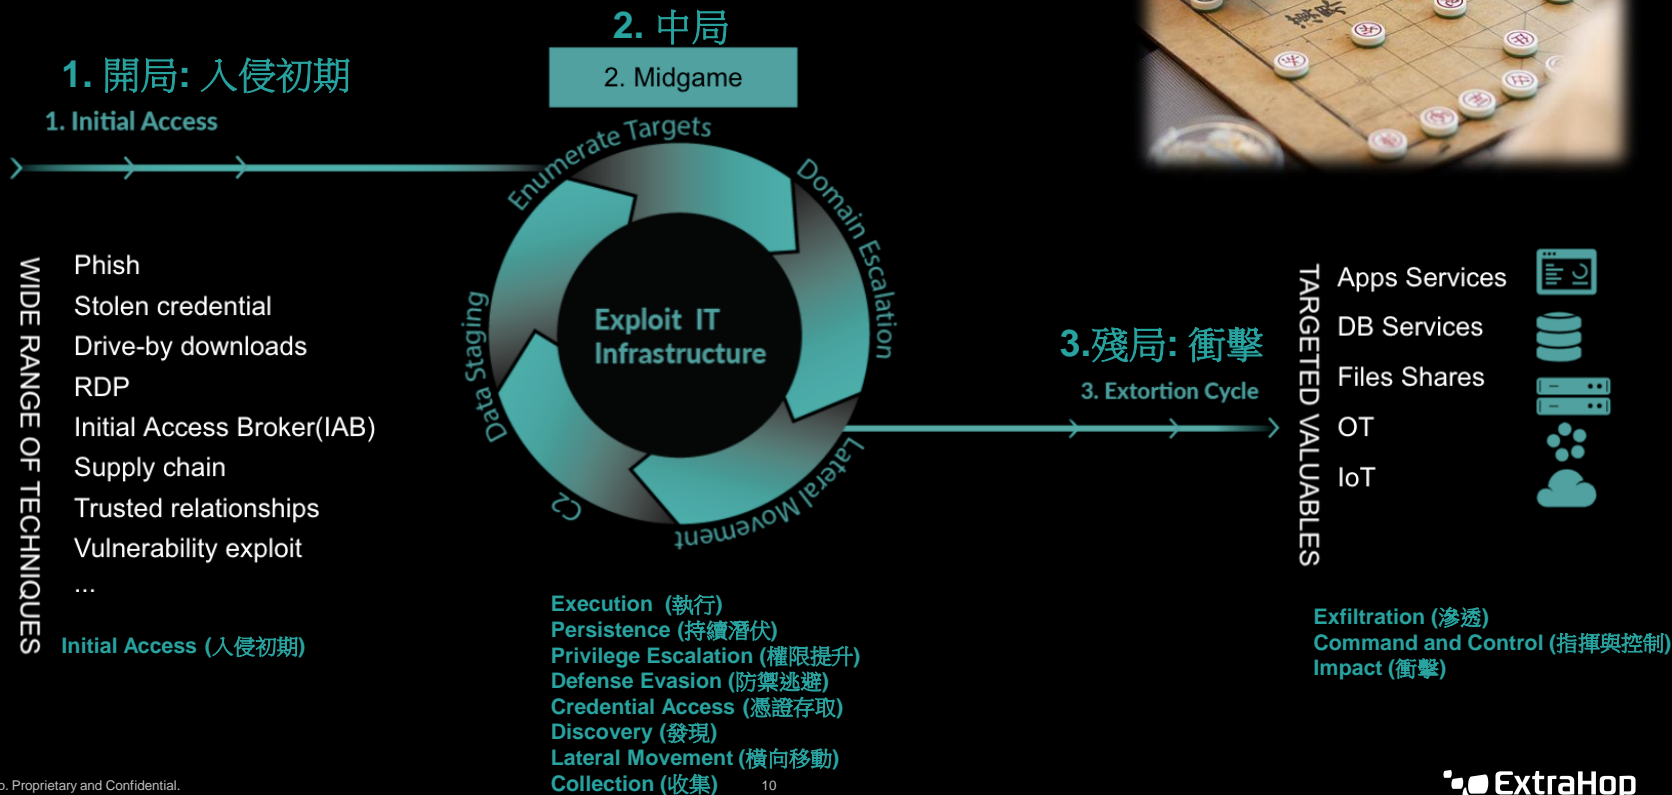 1. 開局: 入侵初期
1. Initial Access
2. 中局
2. Midgame
WIDE RANGE OF TECHNIQUES
Phish
Stolen credential
Drive-by downloads
RDP
Initial Access Broker(IAB)
Supply chain
Trusted relationships
Vulnerability exploit
...
Initial Access (入侵初期)
Enumerate Targets
Domain Escalation
Lateral Movement
C2
Data Staging
Exploit IT
Infrastructure
Execution (執行)
Persistence (持續潛伏)
Privilege Escalation (權限提升)
Defense Evasion (防禦逃避)
Credential Access (憑證存取)
Discovery (發現)
Lateral Movement (橫向移動)
Collection (收集)
3.殘局: 衝擊
3. Extortion Cycle
TARGETED VALUABLES
Apps Services
DB Services
Files Shares
OT
IoT
Exfiltration (滲透)
Command and Control (指揮與控制)
Impact (衝擊)
o. Proprietary and Confidential.
10
ExtraHop